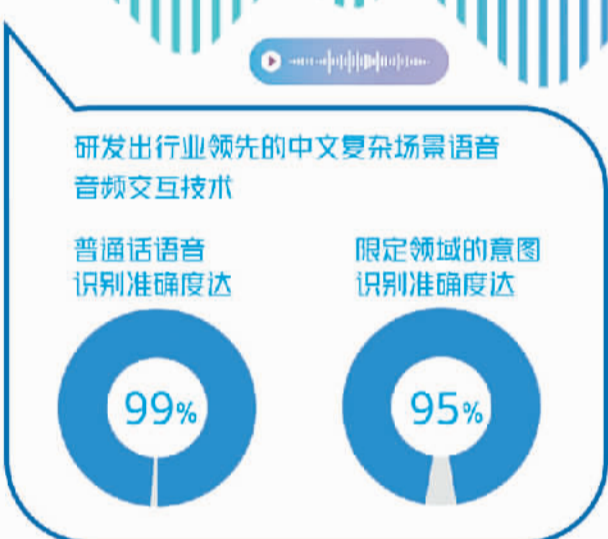 研发出行业领先的中文复杂场景语音
音频交互技术
普通话语音
识别准确度达
限定领域的意图
识别准确度达
99%
95%